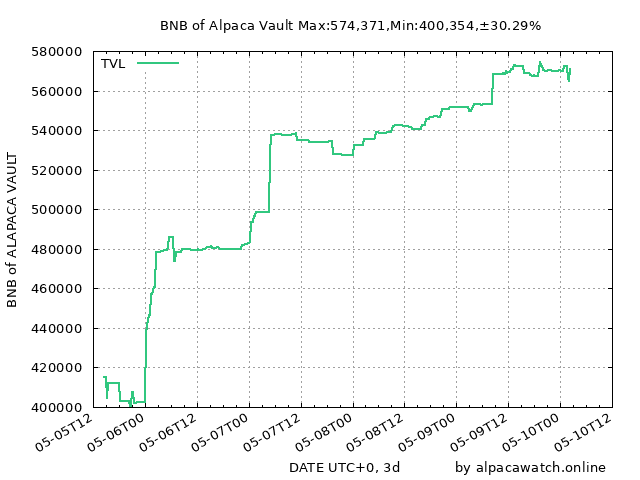 BNB of Alpaca Vault Max:574,371,Min:400,354,±30.29%
TVL
580000
560000
540000
520000
500000
480000
460000
440000
420000
400000
BNB of ALAPACA VAULT
05-05T12
05-06T00
05-06T12
05-07T00
05-07T12
05-08T00
05-08T12
05-09T00
05-09T12
05-10T00
05-10T12
DATE UTC+0, 3d
by alpacawatch.online